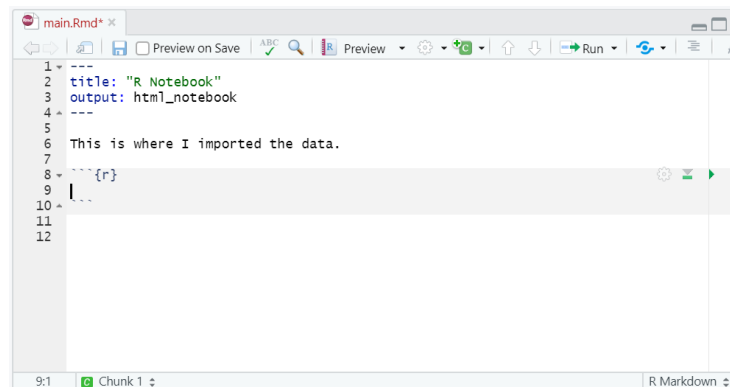 main.Rmd*
Preview on Save ABC R Preview C Run
1 ---
2 title: "R Notebook"
3 output: html_notebook
4 ---
5
6 This is where I imported the data.
7
8 ```{r}
9
10 ```
11
12
9:1 C Chunk 1 R Markdown